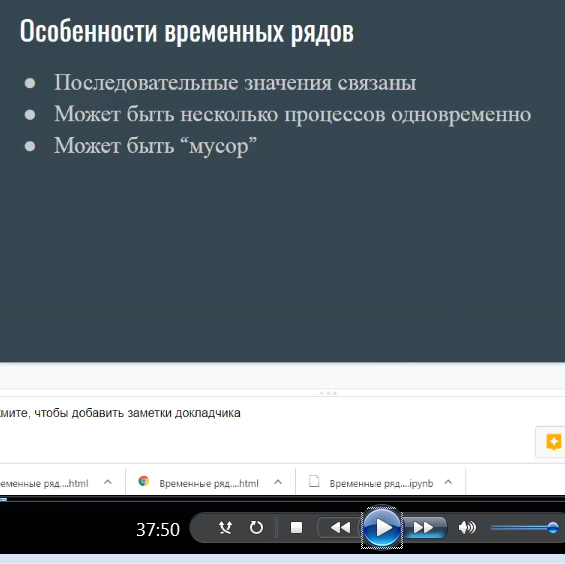 Особенности временных рядов
Последовательные значения связаны
Может быть несколько процессов одновременно
Может быть “мусор”
мите, чтобы добавить заметки докладчика
еменные ряд....html
Временные ряд....html
Временные ряд....ipynb
37:50